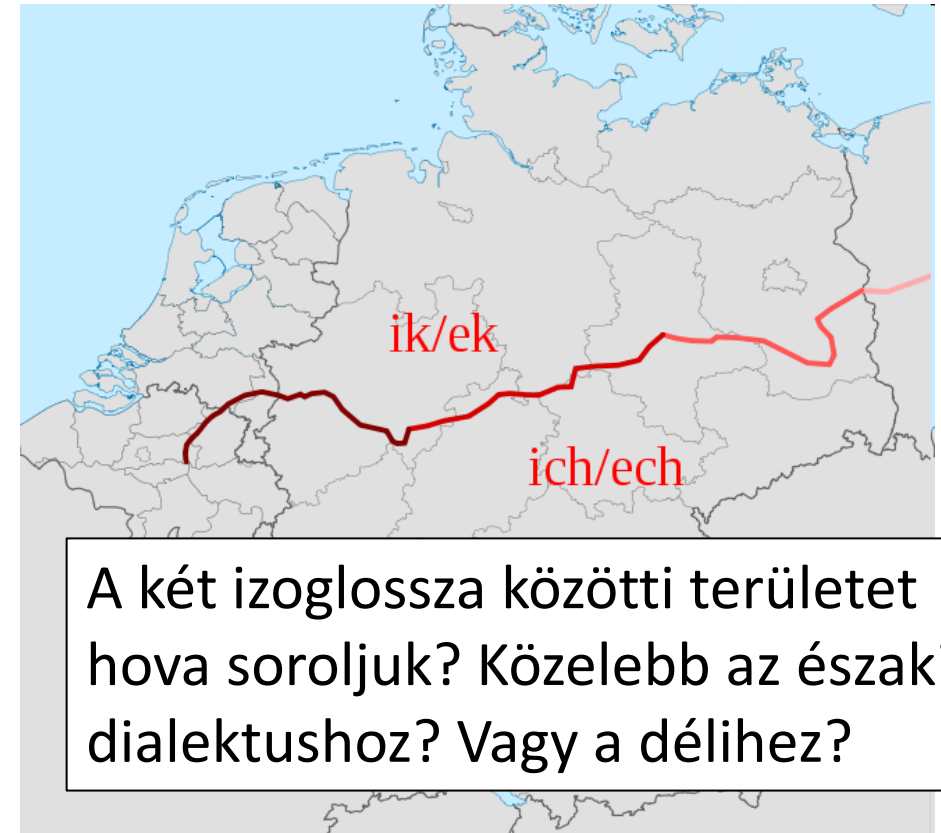 ik/ek
ich/ech
A két izoglossza közötti területet
hova soroljuk? Közelebb az északi
dialektushoz? Vagy a délihez?